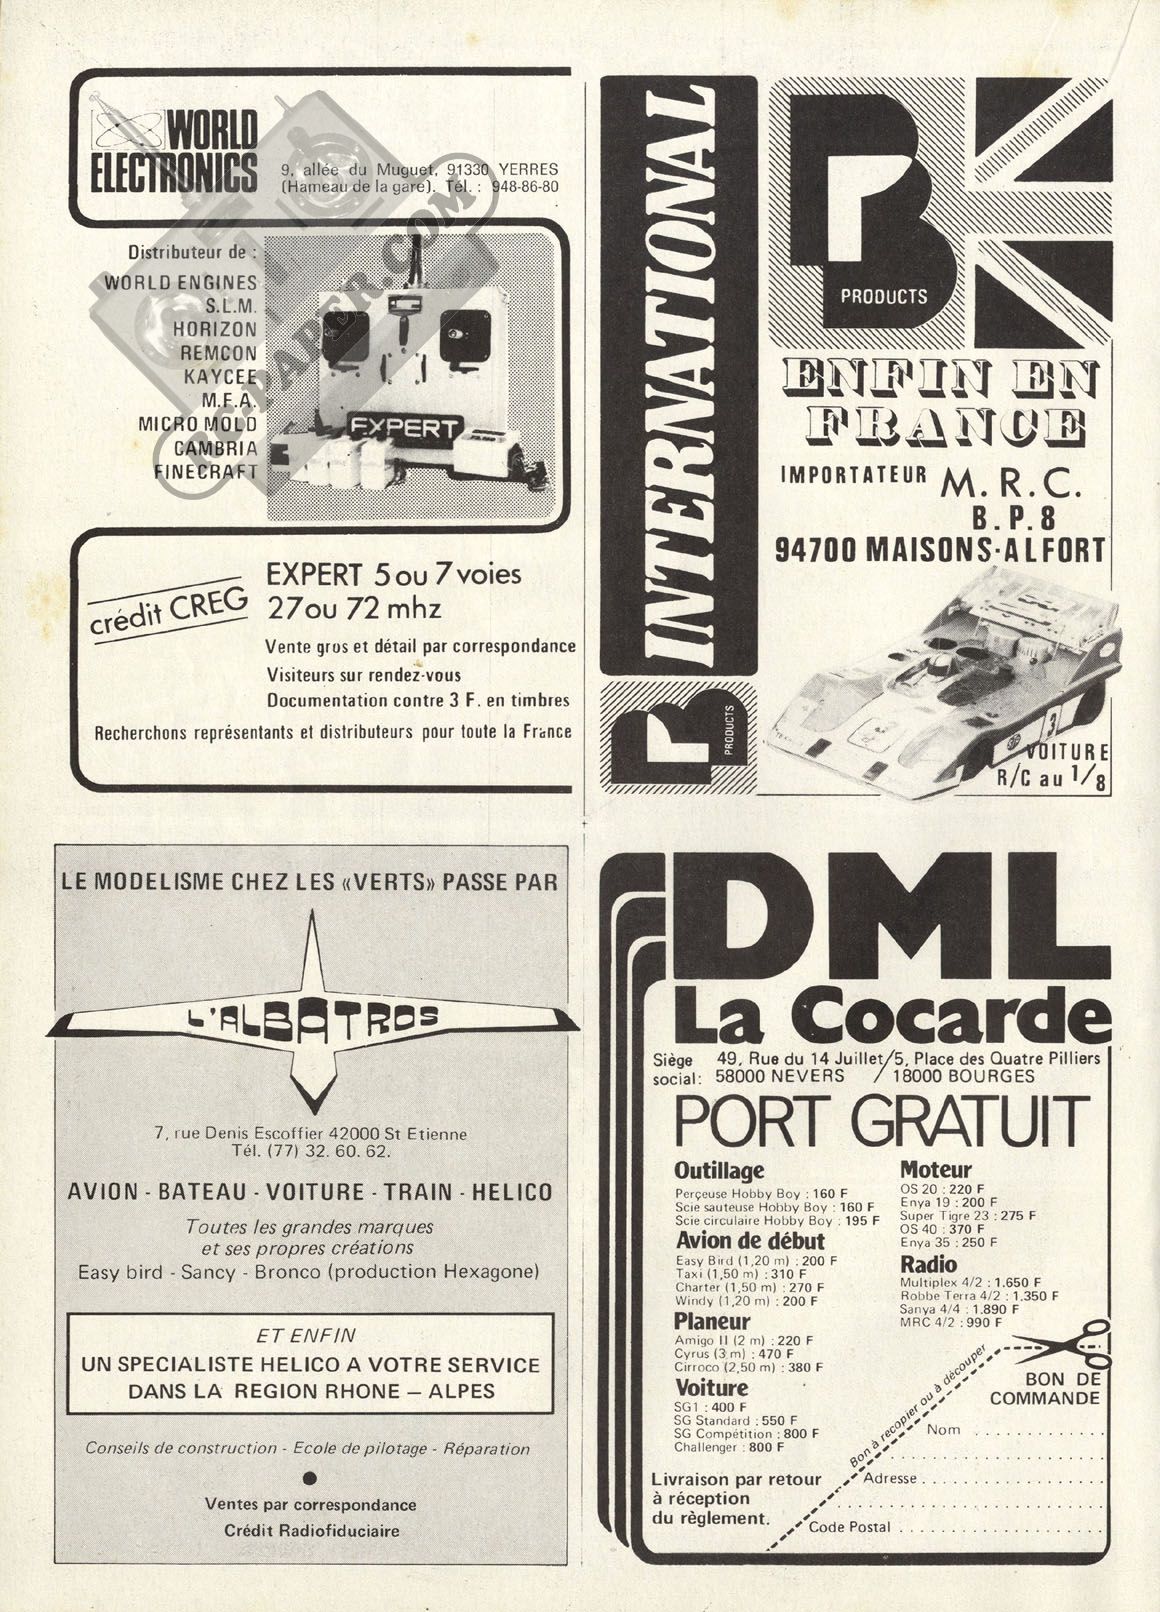 WORLD
ELECTRONICS
9, allée du Muguet, 91330 YERRES
(Hameau de la gare). Tél. : 948-86-80
Distributeur de :
WORLD ENGINES
S.L.M.
HORIZON
REMCON
KAYCEE
M.F.A.
MICRO MOLD
CAMBRIA
FINECRAFT
RC-PAPER.COM
EXPERT
crédit CREG
EXPERT 5 ou 7 voies
27 ou 72 mhz
Vente gros et détail par correspondance
Visiteurs sur rendez-vous
Documentation contre 3 F. en timbres
Recherchons représentants et distributeurs pour toute la France
INTERNATIONAL
PB
PRODUCTS
PB
PRODUCTS
ENFIN EN
FRANCE
IMPORTATEUR M. R. C.
B. P. 8
94700 MAISONS-ALFORT
3
VOITURE
R/C au 1/8
LE MODELISME CHEZ LES «VERTS» PASSE PAR
L'ALBATROS
7, rue Denis Escoffier 42000 St Etienne
Tél. (77) 32. 60. 62.
AVION - BATEAU - VOITURE - TRAIN - HELICO
Toutes les grandes marques
et ses propres créations
Easy bird - Sancy - Bronco (production Hexagone)
ET ENFIN
UN SPECIALISTE HELICO A VOTRE SERVICE
DANS LA REGION RHONE – ALPES
Conseils de construction - Ecole de pilotage - Réparation
Ventes par correspondance
Crédit Radiofiduciaire
DML
La Cocarde
Siège social: 49, Rue du 14 Juillet/5, Place des Quatre Pilliers
58000 NEVERS / 18000 BOURGES
PORT GRATUIT
Outillage
Perçeuse Hobby Boy : 160 F
Scie sauteuse Hobby Boy : 160 F
Scie circulaire Hobby Boy : 195 F
Avion de début
Easy Bird (1,20 m) : 200 F
Taxi (1,50 m) : 310 F
Charter (1,50 m) : 270 F
Windy (1,20 m) : 200 F
Planeur
Amigo II (2 m) : 220 F
Cyrus (3 m) : 470 F
Cirroco (2,50 m) : 380 F
Voiture
SG1 : 400 F
SG Standard : 550 F
SG Compétition : 800 F
Challenger : 800 F
Livraison par retour
à réception
du règlement.
Moteur
OS 20 : 220 F
Enya 19 : 200 F
Super Tigre 23 : 275 F
OS 40 : 370 F
Enya 35 : 250 F
Radio
Multiplex 4/2 : 1.650 F
Robbe Terra 4/2 : 1.350 F
Sanya 4/4 : 1.890 F
MRC 4/2 : 990 F
Bon à recopier ou à découper
BON DE
COMMANDE
Nom . . . . . . . . . . . .
Adresse . . . . . . . . . . . . . . . .
Code Postal . . . . . . . . . . . . .